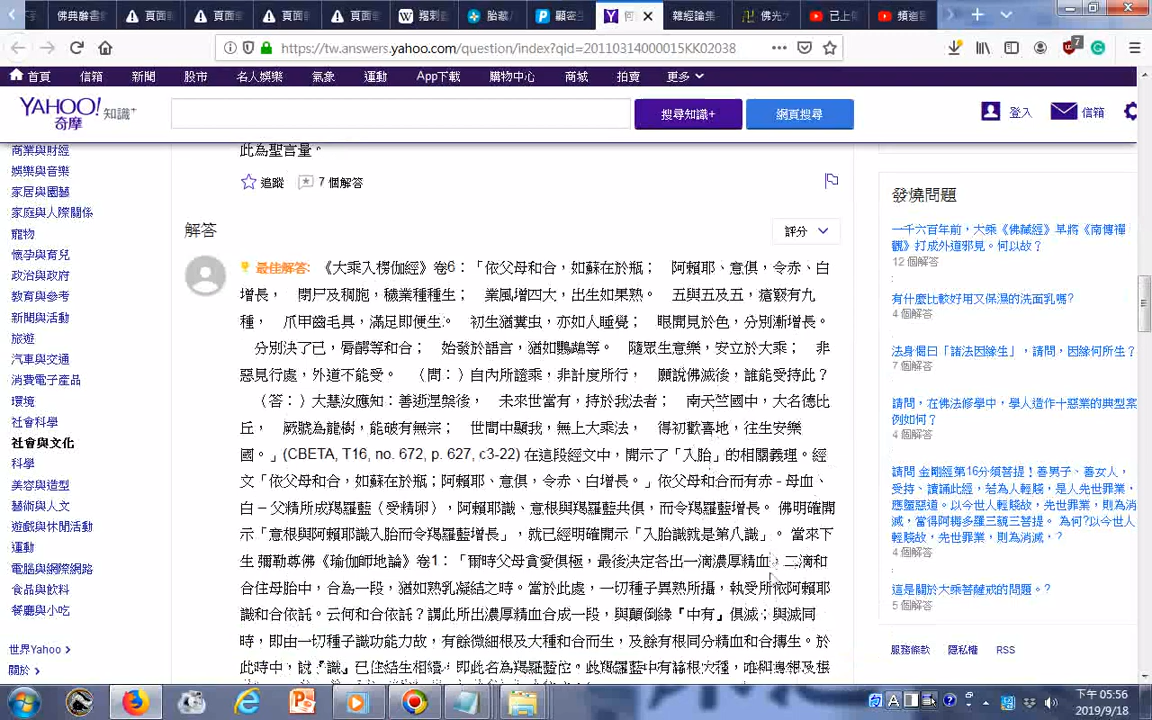 佛典辭書
頁面
頁面
頁面
頁面
維剌
胎藏
顯密
何
雜經論集
佛光
已上
頻道
https://tw.answers.yahoo.com/question/index?qid=20110314000015KK02038
7
首頁 信箱 新聞 股市 名人娛樂 氣象 運動 App下載 購物中心 商城 拍賣 更多
YAHOO!
奇摩
知識+
搜尋知識+
網頁搜尋
登入
信箱
商業與財經
娛樂與音樂
家居與園藝
家庭與人際關係
寵物
懷孕與育兒
政治與政府
教育與參考
新聞與活動
旅遊
汽車與交通
消費電子產品
環境
社會科學
社會與文化
科學
美容與造型
藝術與人文
遊戲與休閒活動
運動
電腦與網際網路
食品與飲料
餐廳與小吃
世界Yahoo
關於
此為聖言量。
追蹤
7 個解答
解答
評分
最佳解答: 《大乘入楞伽經》卷6:「依父母和合,如蘇在於瓶; 阿賴耶、意俱,令赤、白
增長, 閉尸及稠胞,穢業種種生; 業風增四大,出生如果熟。 五與五及五,瘡竅有九
種, 爪甲齒毛具,滿足即便生。 初生猶糞虫,亦如人睡覺; 眼開見於色,分別漸增長。
分別決了已,脣齶等和合; 始發於語言,猶如鸚鵡等。 隨眾生意樂,安立於大乘; 非
惡見行處,外道不能受。 (問:)自內所證乘,非計度所行, 願說佛滅後,誰能受持此?
(答:)大慧汝應知:善逝涅槃後, 未來世當有,持於我法者; 南天竺國中,大名德比
丘, 厥號為龍樹,能破有無宗; 世間中顯我,無上大乘法, 得初歡喜地,往生安樂
國。」(CBETA, T16, no. 672, p. 627, c3-22) 在這段經文中,開示了「入胎」的相關義理。經
文「依父母和合,如蘇在於瓶;阿賴耶、意俱,令赤、白增長。」依父母和合而有赤 - 母血、
白 – 父精所成羯羅藍(受精卵),阿賴耶識、意根與羯羅藍共俱,而令羯羅藍增長。 佛明確開
示「意根與阿賴耶識入胎而令羯羅藍增長」,就已經明確開示「入胎識就是第八識」。 當來下
生 彌勒尊佛《瑜伽師地論》卷1:「爾時父母貪愛俱極,最後決定各出一滴濃厚精血,二滴和
合住母胎中,合為一段,猶如熟乳凝結之時。當於此處,一切種子異熟所攝,執受所依阿賴耶
識和合依託。云何和合依託?謂此所出濃厚精血合成一段,與顛倒緣『中有』俱滅;與滅同
時,即由一切種子識功能力故,有餘微細根及大種和合而生,及餘有根同分精血和合摶生。於
此時中,說『識』已住結生相續,即此名為羯羅藍位。此羯羅藍中有諸根大種,唯與身根及根
發燒問題
一千六百年前,大乘《佛藏經》早將《南傳禪
觀》打成外道邪見。何以故?
12 個解答
有什麼比較好用又保濕的洗面乳嗎?
4 個解答
法身偈曰「諸法因緣生」,請問,因緣何所生?
7 個解答
請問,在佛法修學中,學人造作十惡業的典型案
例如何?
4 個解答
請問 金剛經第16分須菩提!善男子、善女人,
受持、讀誦此經,若為人輕賤,是人先世罪業,
應墮惡道。以今世人輕賤故,先世罪業,則為消
滅,當得阿耨多羅三藐三菩提。 為何?以今世人
輕賤故,先世罪業,則為消滅,?
4 個解答
這是關於大乘菩薩戒的問題。?
5 個解答
服務條款 隱私權 RSS
下午 05:56
2019/9/18